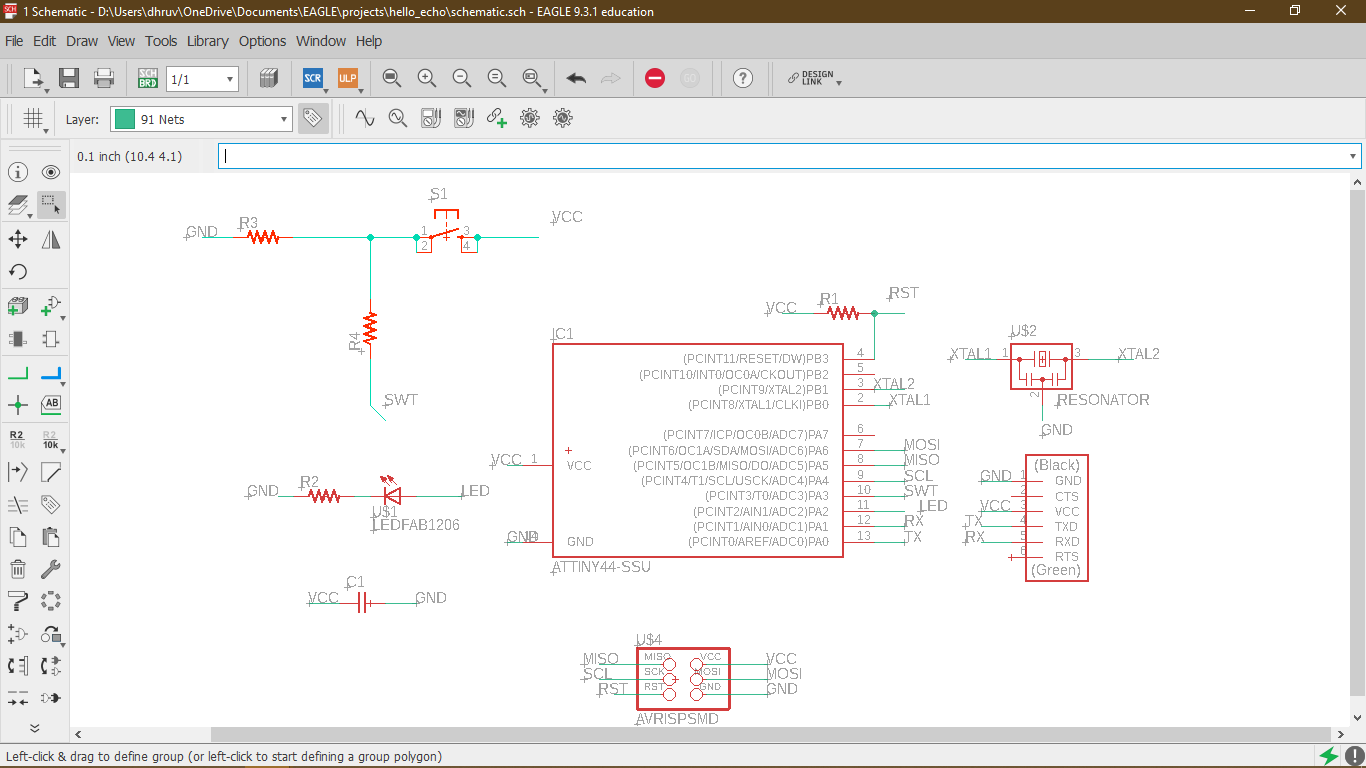 1 Schematic - D:\Users\dhruv\OneDrive\Documents\EAGLE\projects\hello_echo\schematic.sch - EAGLE 9.3.1 education
File Edit Draw View Tools Library Options Window Help
SCH BRD 1/1 SCR ULP DESIGN LINK
Layer: 91 Nets
0.1 inch (10.4 4.1)
S1
GND R3 1 3 VCC
2 4
R4
SWT
VCC R1 RST
IC1
(PCINT11/RESET/DW)PB3 4
(PCINT10/INT0/OC0A/CKOUT)PB2 5
(PCINT9/XTAL2)PB1 3 XTAL2
(PCINT8/XTAL1/CLKI)PB0 2 XTAL1
(PCINT7/ICP/OC0B/ADC7)PA7 6
(PCINT6/OC1A/SDA/MOSI/ADC6)PA6 7 MOSI
VCC 1 VCC (PCINT5/OC1B/MISO/DO/ADC5)PA5 8 MISO
(PCINT4/T1/SCL/USCK/ADC4)PA4 9 SCL
(PCINT3/T0/ADC3)PA3 10 SWT
(PCINT2/AIN1/ADC2)PA2 11 LED
(PCINT1/AIN0/ADC1)PA1 12 RX
GND GND (PCINT0/AREF/ADC0)PA0 13 TX
ATTINY44-SSU
U$2
XTAL1 1 3 XTAL2
2 RESONATOR
GND
(Black)
GND 1 GND
2 CTS
VCC 3 VCC
TX 4 TXD
RX 5 RXD
6 RTS
(Green)
GND R2 LED
U$1
LEDFAB1206
C1
VCC GND
U$4
MISO MISO VCC VCC
SCL SCK MOSI MOSI
RST RST GND GND
AVRISPSMD
AB
R2 10k R2 10k
Left-click & drag to define group (or left-click to start defining a group polygon)